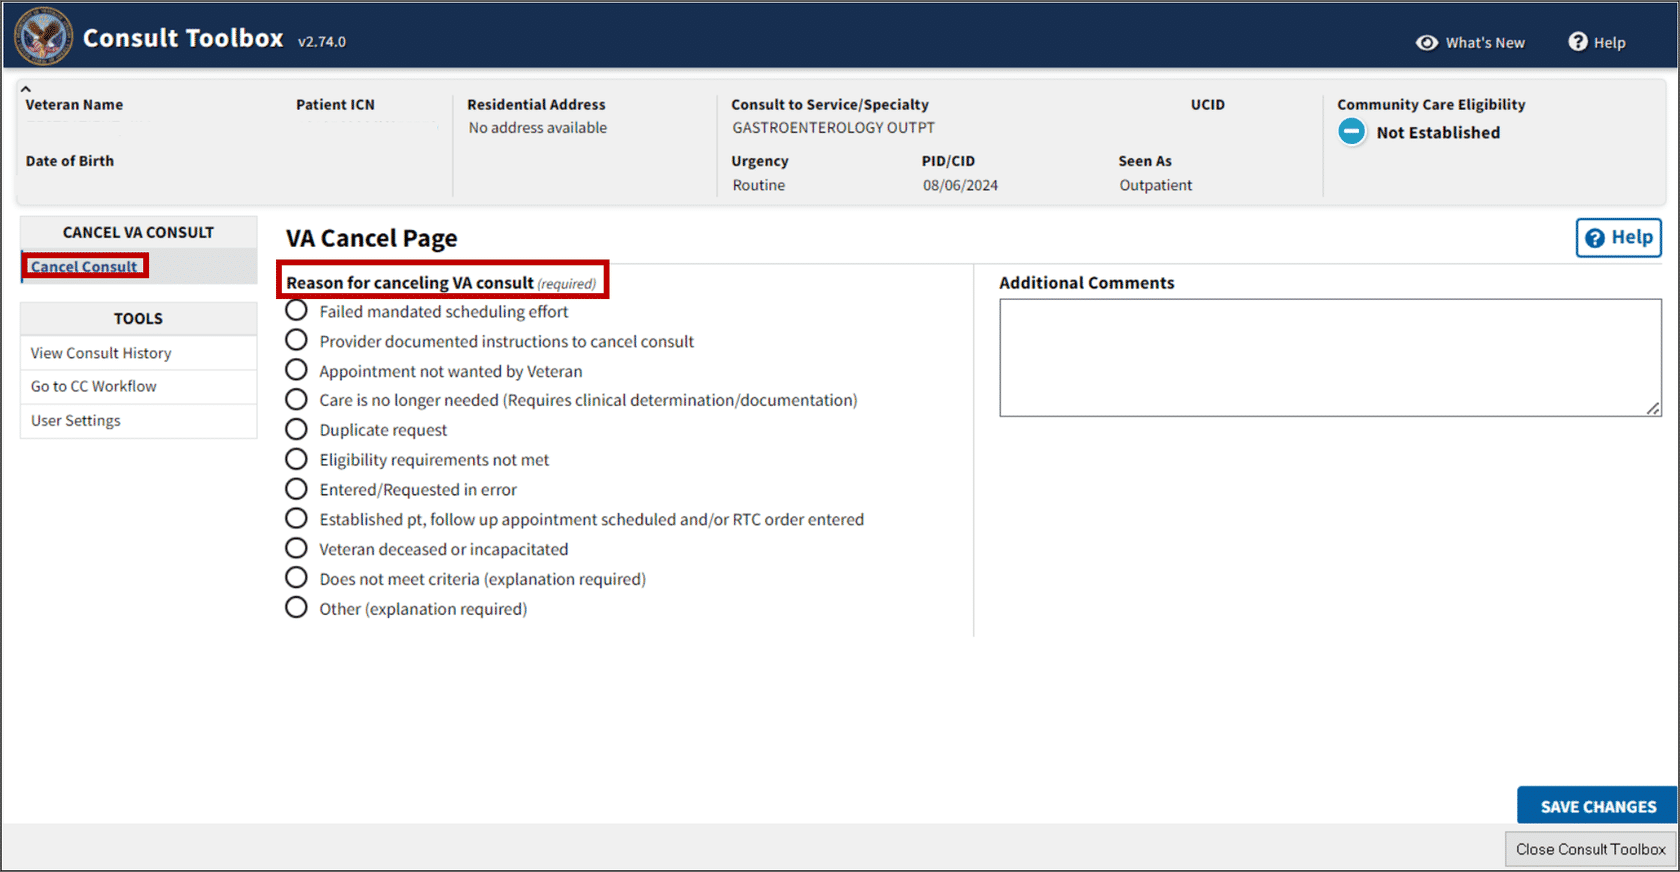 Consult Toolbox v2.74.0
What's New
Help
Veteran Name
Patient ICN
Date of Birth
Residential Address
No address available
Consult to Service/Specialty
GASTROENTEROLOGY OUTPT
UCID
Urgency
Routine
PID/CID
08/06/2024
Seen As
Outpatient
Community Care Eligibility
Not Established
CANCEL VA CONSULT
Cancel Consult
TOOLS
View Consult History
Go to CC Workflow
User Settings
VA Cancel Page
Help
Reason for canceling VA consult (required)
Failed mandated scheduling effort
Provider documented instructions to cancel consult
Appointment not wanted by Veteran
Care is no longer needed (Requires clinical determination/documentation)
Duplicate request
Eligibility requirements not met
Entered/Requested in error
Established pt, follow up appointment scheduled and/or RTC order entered
Veteran deceased or incapacitated
Does not meet criteria (explanation required)
Other (explanation required)
Additional Comments
SAVE CHANGES
Close Consult Toolbox